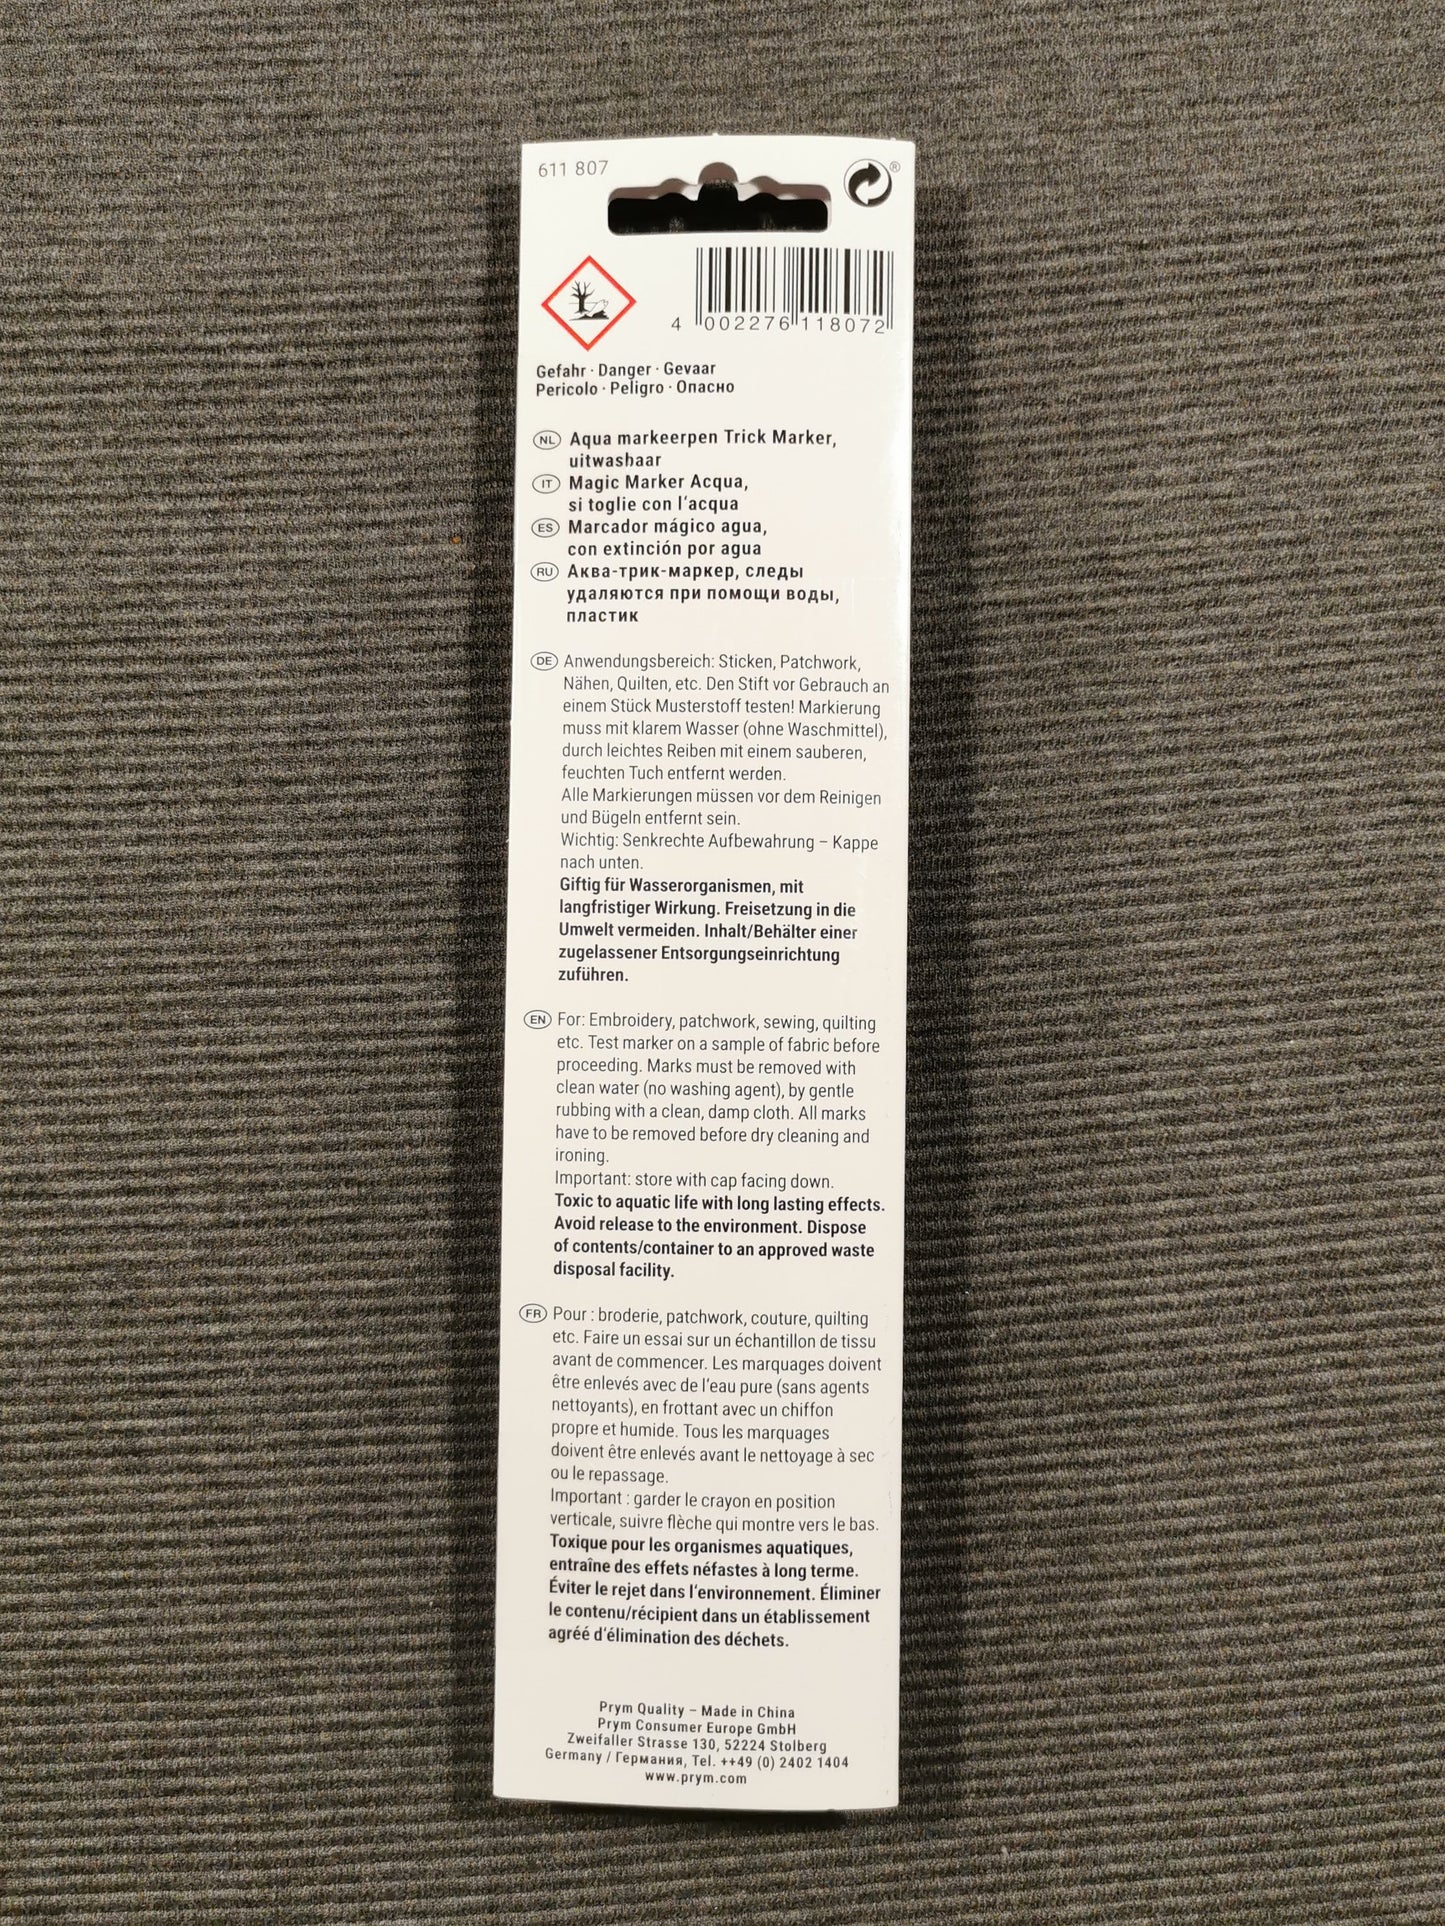 611 807
®
4 002276 118072
Gefahr · Danger · Gevaar
Pericolo · Peligro · Опасно
NL Aqua markeerpen Trick Marker,
uitwasbaar
IT Magic Marker Acqua,
si toglie con l'acqua
ES Marcador mágico agua,
con extinción por agua
RU Аква-трик-маркер, следы
удаляются при помощи воды,
пластик
DE Anwendungsbereich: Sticken, Patchwork,
Nähen, Quilten, etc. Den Stift vor Gebrauch an
einem Stück Musterstoff testen! Markierung
muss mit klarem Wasser (ohne Waschmittel),
durch leichtes Reiben mit einem sauberen,
feuchten Tuch entfernt werden.
Alle Markierungen müssen vor dem Reinigen
und Bügeln entfernt sein.
Wichtig: Senkrechte Aufbewahrung – Kappe
nach unten.
Giftig für Wasserorganismen, mit
langfristiger Wirkung. Freisetzung in die
Umwelt vermeiden. Inhalt/Behälter einer
zugelassener Entsorgungseinrichtung
zuführen.
EN For: Embroidery, patchwork, sewing, quilting
etc. Test marker on a sample of fabric before
proceeding. Marks must be removed with
clean water (no washing agent), by gentle
rubbing with a clean, damp cloth. All marks
have to be removed before dry cleaning and
ironing.
Important: store with cap facing down.
Toxic to aquatic life with long lasting effects.
Avoid release to the environment. Dispose
of contents/container to an approved waste
disposal facility.
FR Pour : broderie, patchwork, couture, quilting
etc. Faire un essai sur un échantillon de tissu
avant de commencer. Les marquages doivent
être enlevés avec de l'eau pure (sans agents
nettoyants), en frottant avec un chiffon
propre et humide. Tous les marquages
doivent être enlevés avant le nettoyage à sec
ou le repassage.
Important : garder le crayon en position
verticale, suivre flèche qui montre vers le bas.
Toxique pour les organismes aquatiques,
entraîne des effets néfastes à long terme.
Éviter le rejet dans l'environnement. Éliminer
le contenu/récipient dans un établissement
agréé d'élimination des déchets.
Prym Quality – Made in China
Prym Consumer Europe GmbH
Zweifaller Strasse 130, 52224 Stolberg
Germany / Германия, Tel. ++49 (0) 2402 1404
www.prym.com